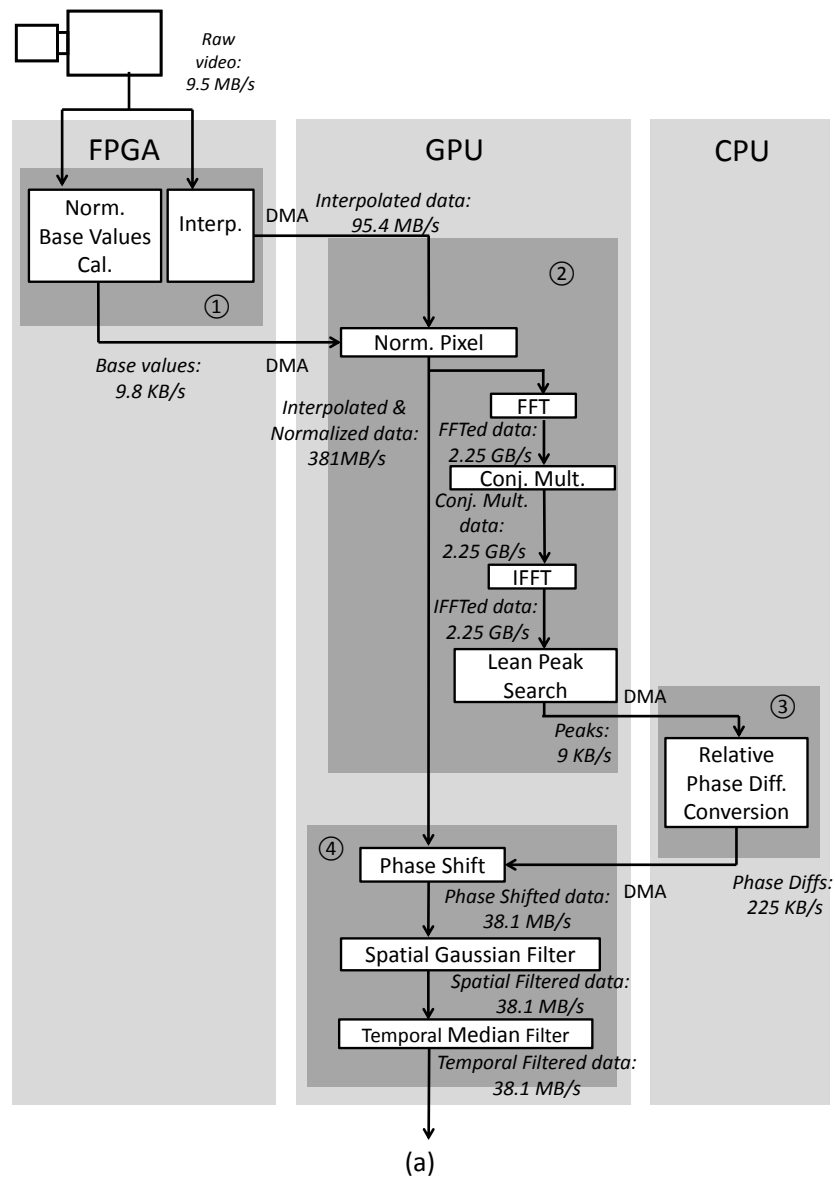 Raw
video:
9.5 MB/s
FPGA
GPU
CPU
Norm.
Base Values
Cal.
Interp.
①
DMA
Interpolated data:
95.4 MB/s
②
Base values:
9.8 KB/s
DMA
Norm. Pixel
Interpolated &
Normalized data:
381MB/s
FFT
FFTed data:
2.25 GB/s
Conj. Mult.
Conj. Mult.
data:
2.25 GB/s
IFFT
IFFTed data:
2.25 GB/s
Lean Peak
Search
DMA
Peaks:
9 KB/s
③
Relative
Phase Diff.
Conversion
④
Phase Shift
DMA
Phase Diffs:
225 KB/s
Phase Shifted data:
38.1 MB/s
Spatial Gaussian Filter
Spatial Filtered data:
38.1 MB/s
Temporal Median Filter
Temporal Filtered data:
38.1 MB/s
(a)